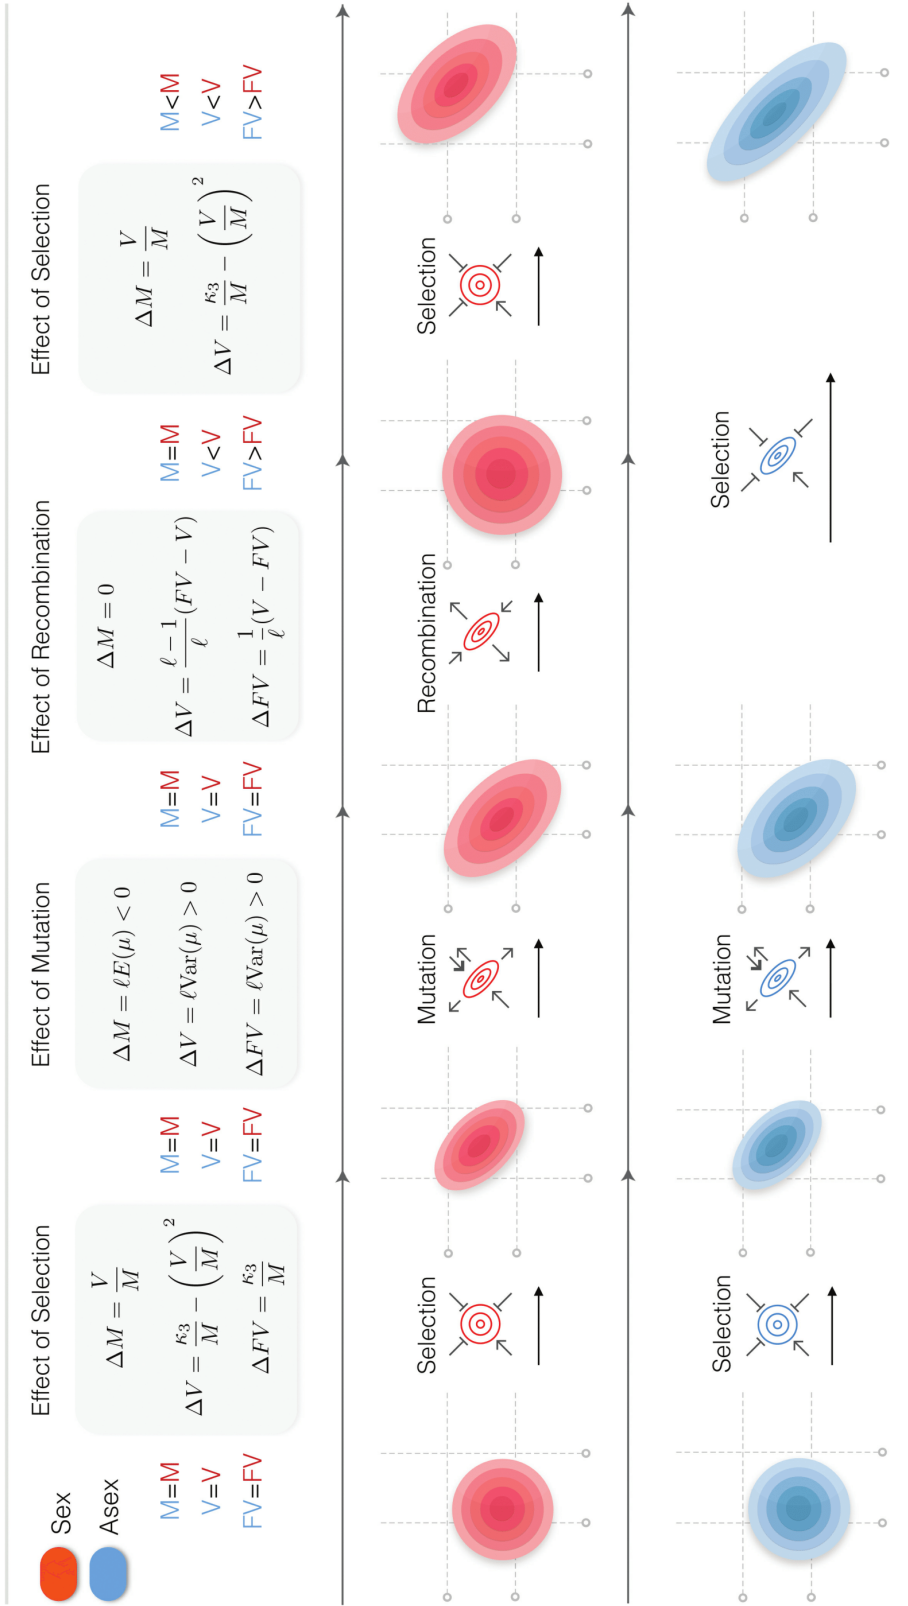 Sex
Asex
Effect of Selection
ΔM = V/M
ΔV = κ₃/M − (V/M)²
ΔFV = κ₃/M
Effect of Mutation
ΔM = ℓE(μ) < 0
ΔV = ℓVar(μ) > 0
ΔFV = ℓVar(μ) > 0
Effect of Recombination
ΔM = 0
ΔV = (ℓ − 1)/ℓ (FV − V)
ΔFV = 1/ℓ (V − FV)
Effect of Selection
ΔM = V/M
ΔV = κ₃/M − (V/M)²
M=M
V=V
FV=FV
M=M
V=V
FV=FV
M=M
V=V
FV=FV
M=M
V<V
FV>FV
M<M
V<V
FV>FV
Selection
Mutation
Recombination
Selection
Selection
Mutation
Selection